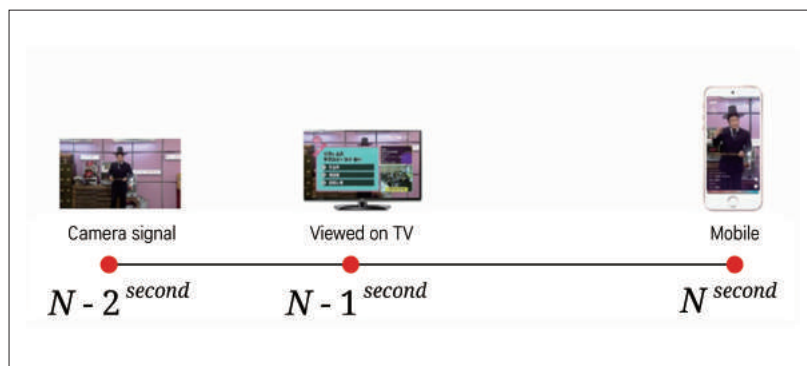 Camera signal
Viewed on TV
Mobile
N - 2 second
N - 1 second
N second